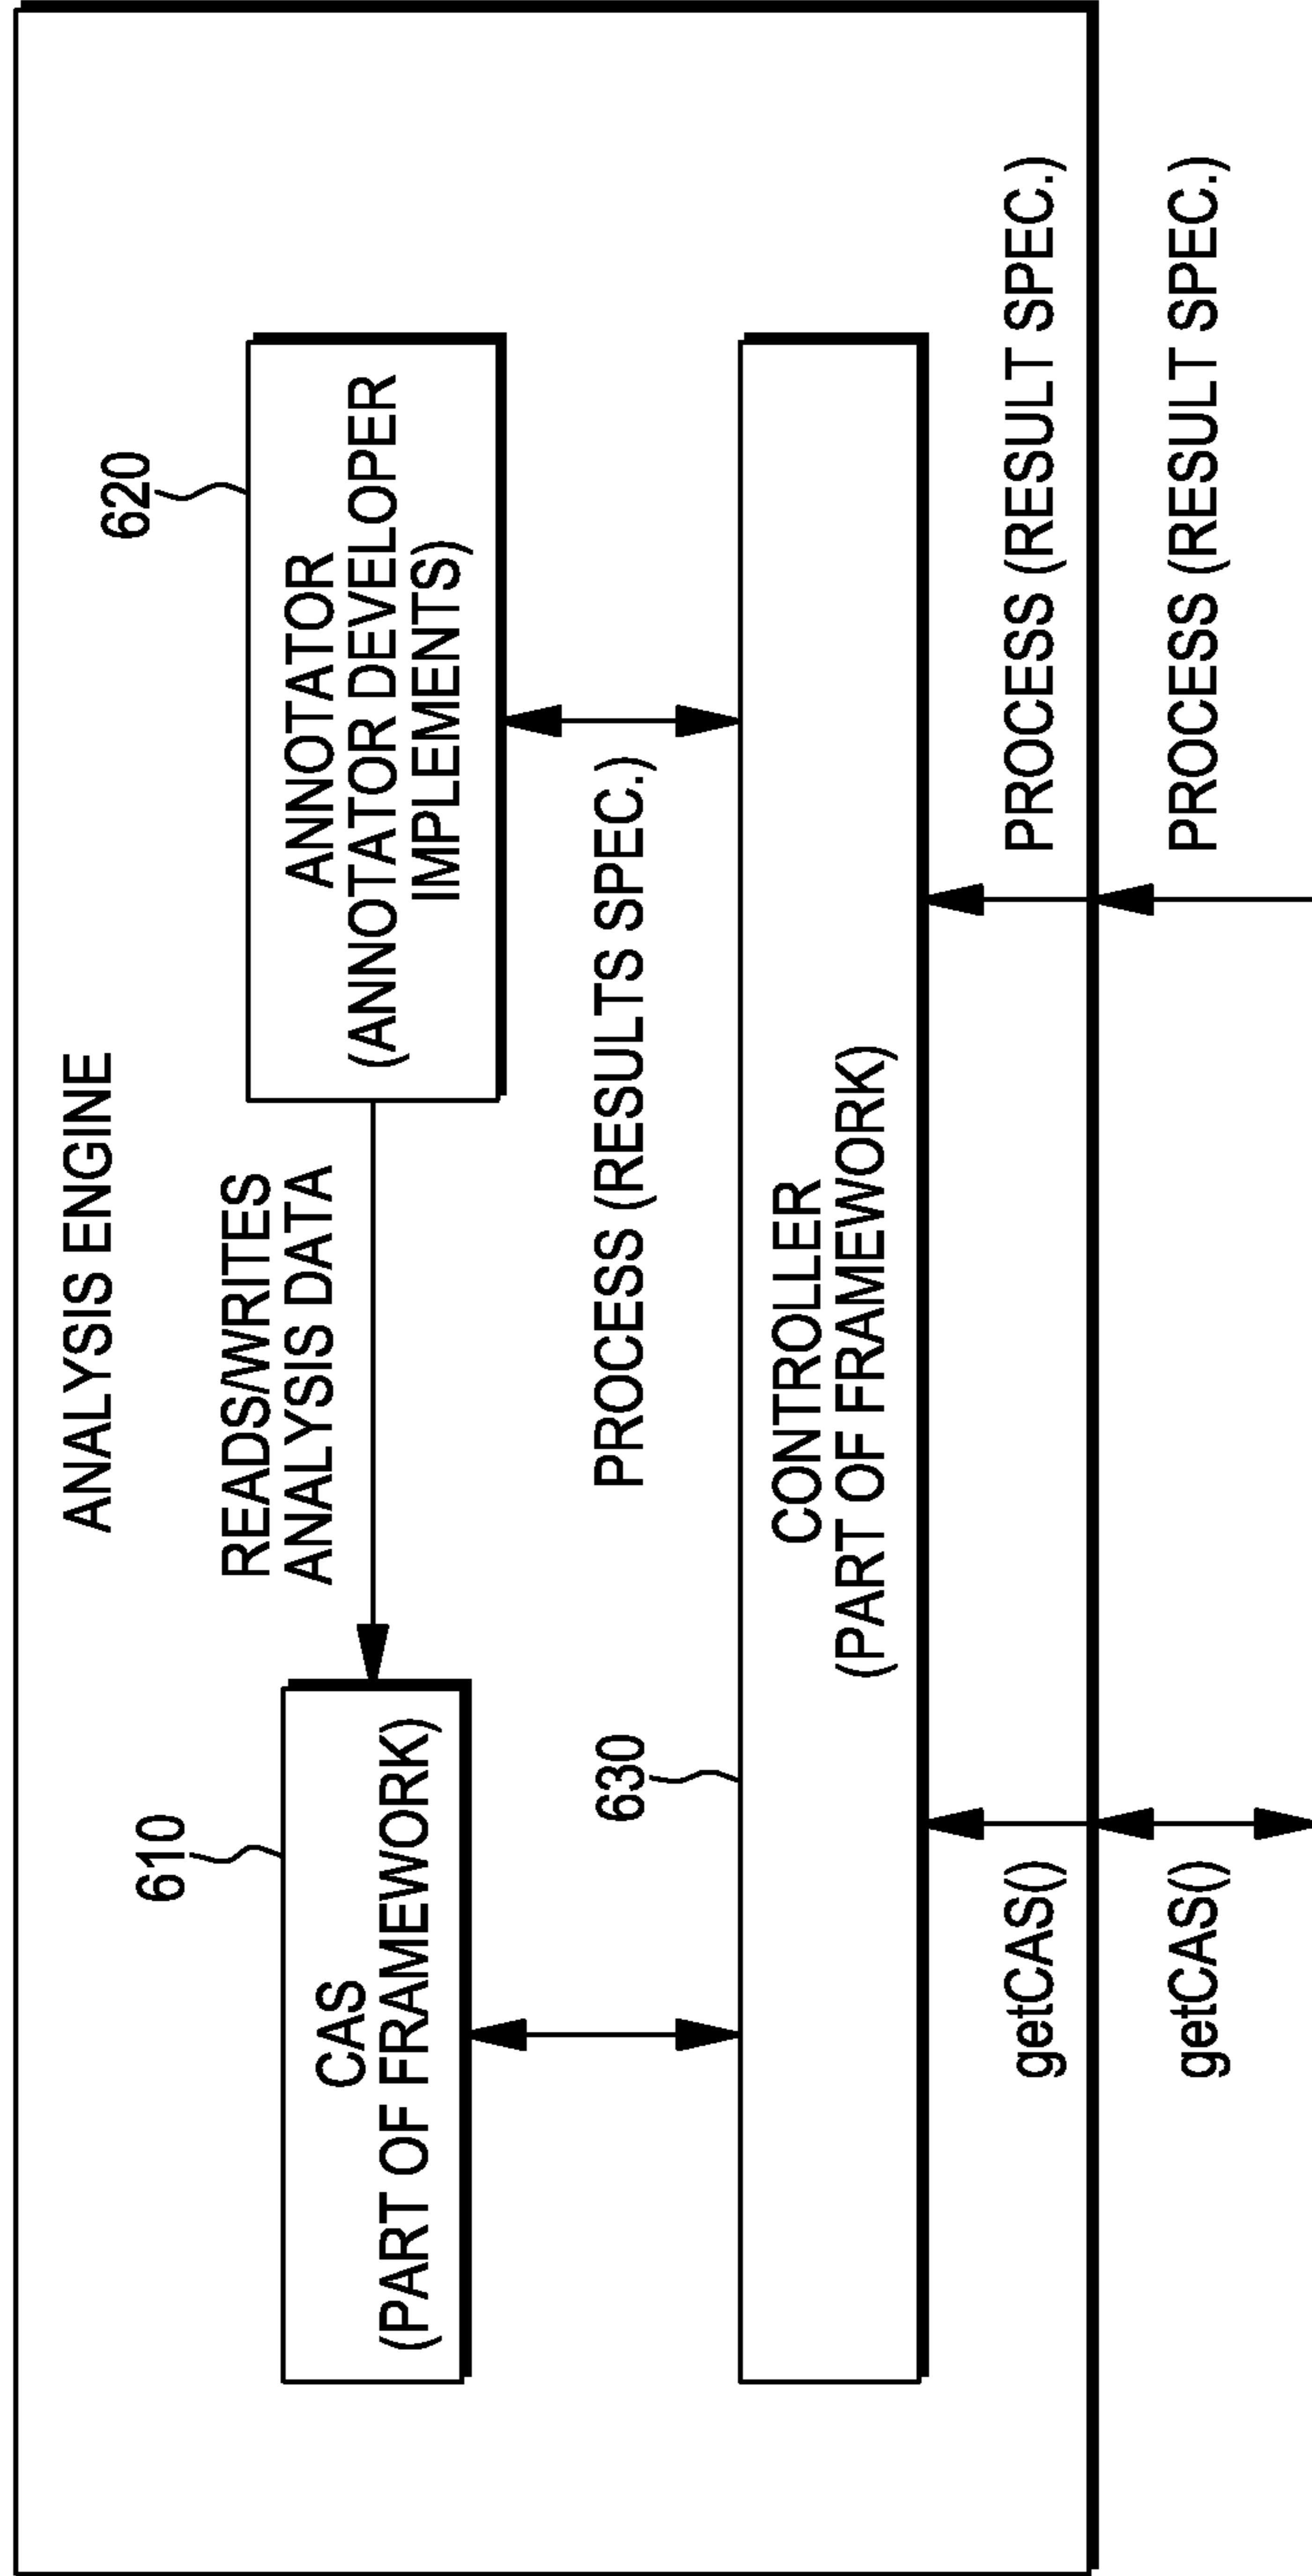 ANALYSIS ENGINE
610
CAS
(PART OF FRAMEWORK)
READS/WRITES
ANALYSIS DATA
620
ANNOTATOR
(ANNOTATOR DEVELOPER
IMPLEMENTS)
630
PROCESS (RESULTS SPEC.)
CONTROLLER
(PART OF FRAMEWORK)
getCAS()
PROCESS (RESULT SPEC.)
getCAS()
PROCESS (RESULT SPEC.)